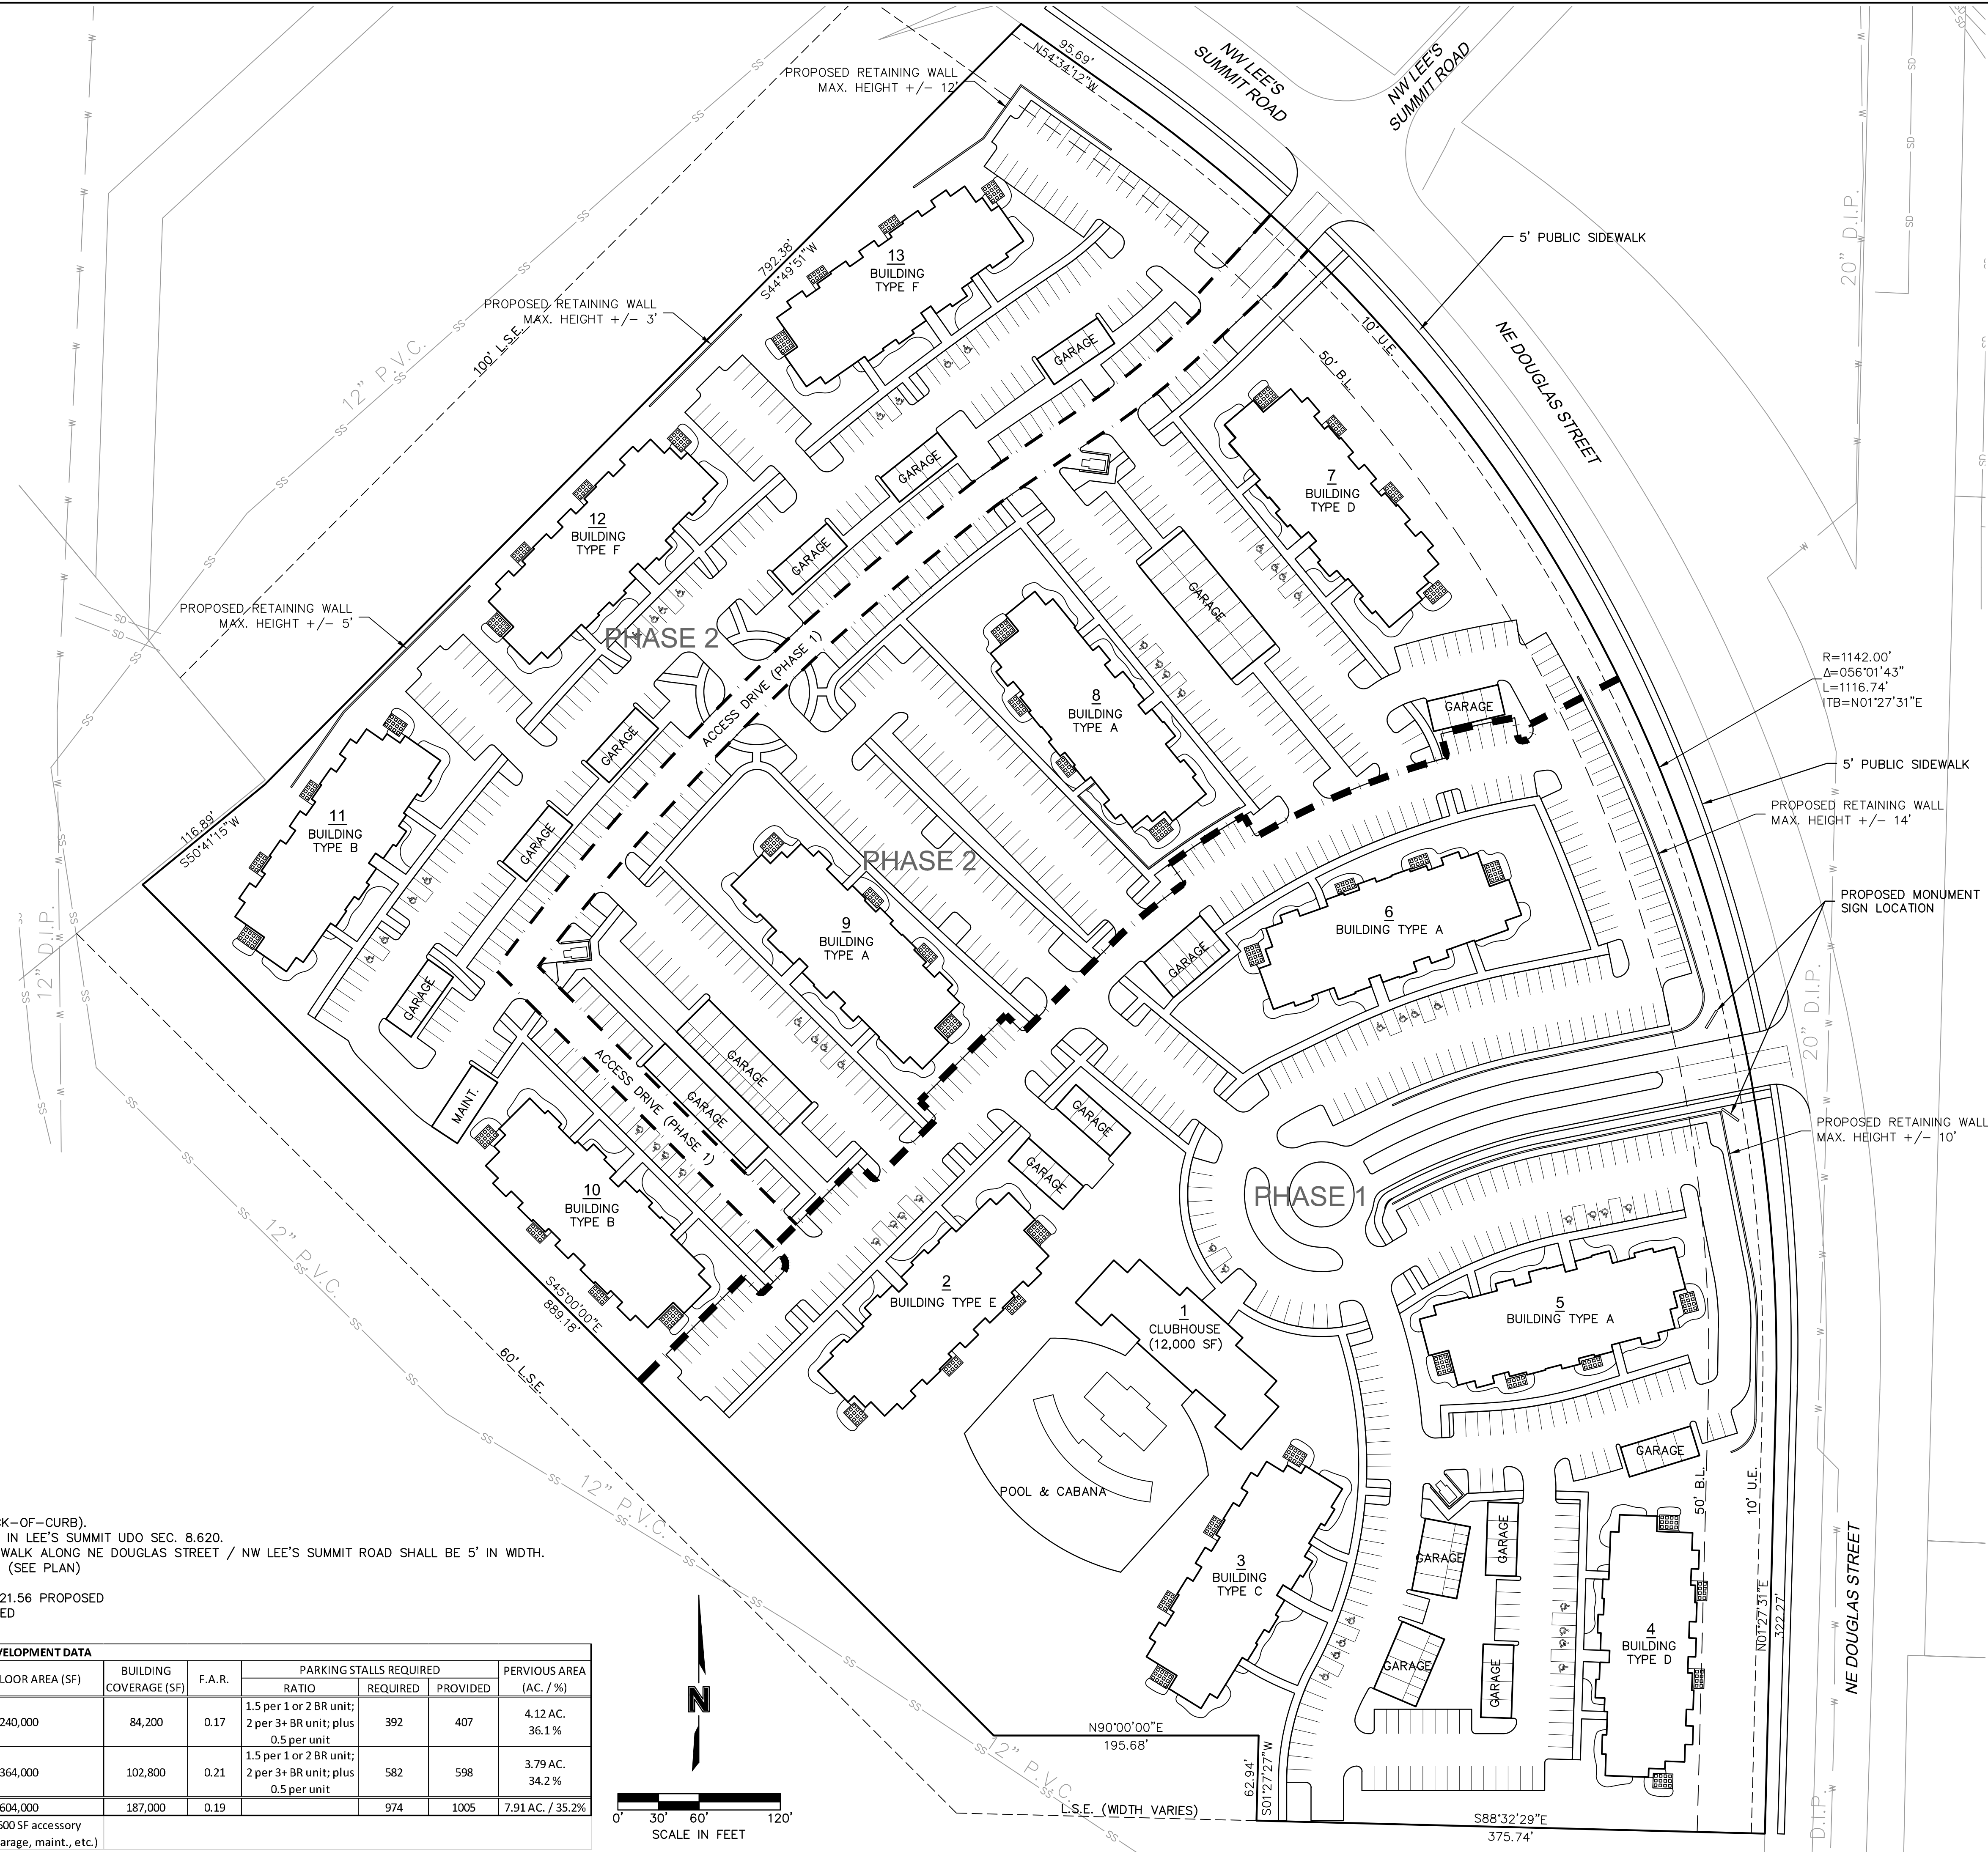 95.69'
N54°34'12"W
NW LEE'S
SUMMIT ROAD
NW LEE'S
SUMMIT ROAD
PROPOSED RETAINING WALL
MAX. HEIGHT +/- 12'
5' PUBLIC SIDEWALK
20" D.I.P.
13
BUILDING
TYPE F
792.38'
S44°49'51"W
PROPOSED RETAINING WALL
MAX. HEIGHT +/- 3'
100' L.S.E.
12" P.V.C.
GARAGE
10' U.E.
50' B.L.
NE DOUGLAS STREET
GARAGE
7
BUILDING
TYPE D
12
BUILDING
TYPE F
GARAGE
GARAGE
PROPOSED RETAINING WALL
MAX. HEIGHT +/- 5'
PHASE 2
ACCESS DRIVE (PHASE 1)
R=1142.00'
Δ=056°01'43"
L=1116.74'
ITB=N01°27'31"E
8
BUILDING
TYPE A
GARAGE
GARAGE
5' PUBLIC SIDEWALK
PROPOSED RETAINING WALL
MAX. HEIGHT +/- 14'
11
BUILDING
TYPE B
GARAGE
116.89'
S50°41'15"W
PHASE 2
PROPOSED MONUMENT
SIGN LOCATION
6
BUILDING TYPE A
9
BUILDING
TYPE A
12" D.I.P.
GARAGE
GARAGE
20" D.I.P.
GARAGE
MAINT.
ACCESS DRIVE (PHASE 1)
GARAGE
GARAGE
GARAGE
PROPOSED RETAINING WALL
MAX. HEIGHT +/- 10'
10
BUILDING
TYPE B
PHASE 1
12" P.V.C.
S45°00'00"E
889.18'
2
BUILDING TYPE E
1
CLUBHOUSE
(12,000 SF)
5
BUILDING TYPE A
60' L.S.E.
POOL & CABANA
GARAGE
50' B.L.
10' U.E.
12" P.V.C.
3
BUILDING
TYPE C
GARAGE
GARAGE
GARAGE
GARAGE
4
BUILDING
TYPE D
N01°27'31"E
322.27'
NE DOUGLAS STREET
CK-OF-CURB).
IN LEE'S SUMMIT UDO SEC. 8.620.
WALK ALONG NE DOUGLAS STREET / NW LEE'S SUMMIT ROAD SHALL BE 5' IN WIDTH.
(SEE PLAN)
21.56 PROPOSED
ED
VELOPMENT DATA
LOOR AREA (SF) BUILDING COVERAGE (SF) F.A.R. PARKING STALLS REQUIRED PERVIOUS AREA (AC. / %)
RATIO REQUIRED PROVIDED
240,000 84,200 0.17 1.5 per 1 or 2 BR unit; 2 per 3+ BR unit; plus 0.5 per unit 392 407 4.12 AC. 36.1 %
364,000 102,800 0.21 1.5 per 1 or 2 BR unit; 2 per 3+ BR unit; plus 0.5 per unit 582 598 3.79 AC. 34.2 %
604,000 187,000 0.19 974 1005 7.91 AC. / 35.2%
600 SF accessory
arage, maint., etc.)
N
0' 30' 60' 120'
SCALE IN FEET
N90°00'00"E
195.68'
62.94'
S01°27'27"W
12" P.V.C.
L.S.E. (WIDTH VARIES)
S88°32'29"E
375.74'
D.I.P.